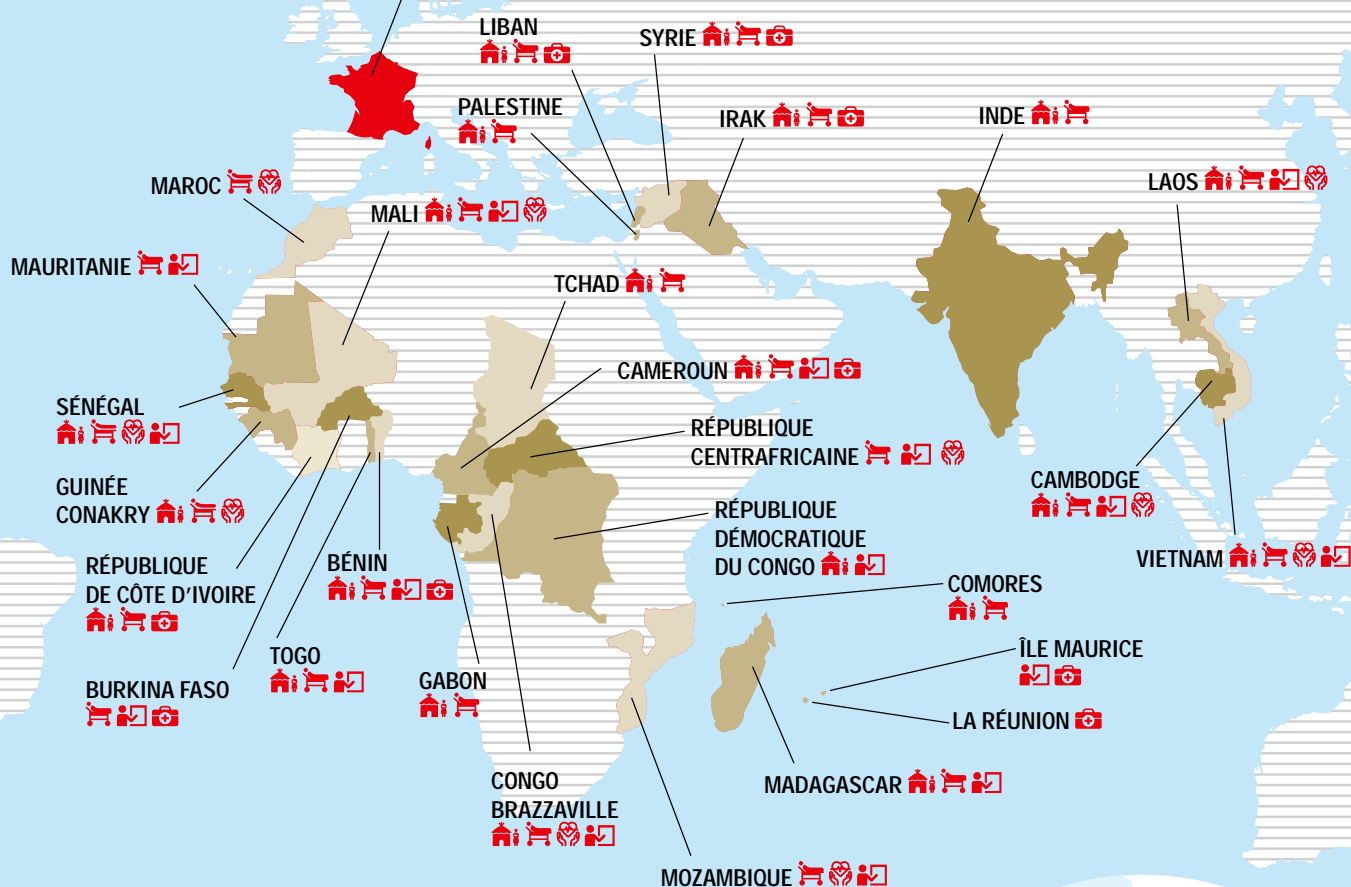 LIBAN
SYRIE
PALESTINE
IRAK
INDE
MAROC
LAOS
MALI
MAURITANIE
TCHAD
CAMEROUN
SÉNÉGAL
RÉPUBLIQUE
CENTRAFRICAINE
CAMBODGE
GUINÉE
CONAKRY
RÉPUBLIQUE
DÉMOCRATIQUE
DU CONGO
VIETNAM
RÉPUBLIQUE
DE CÔTE D'IVOIRE
BÉNIN
COMORES
TOGO
ÎLE MAURICE
BURKINA FASO
GABON
LA RÉUNION
CONGO
BRAZZAVILLE
MADAGASCAR
MOZAMBIQUE